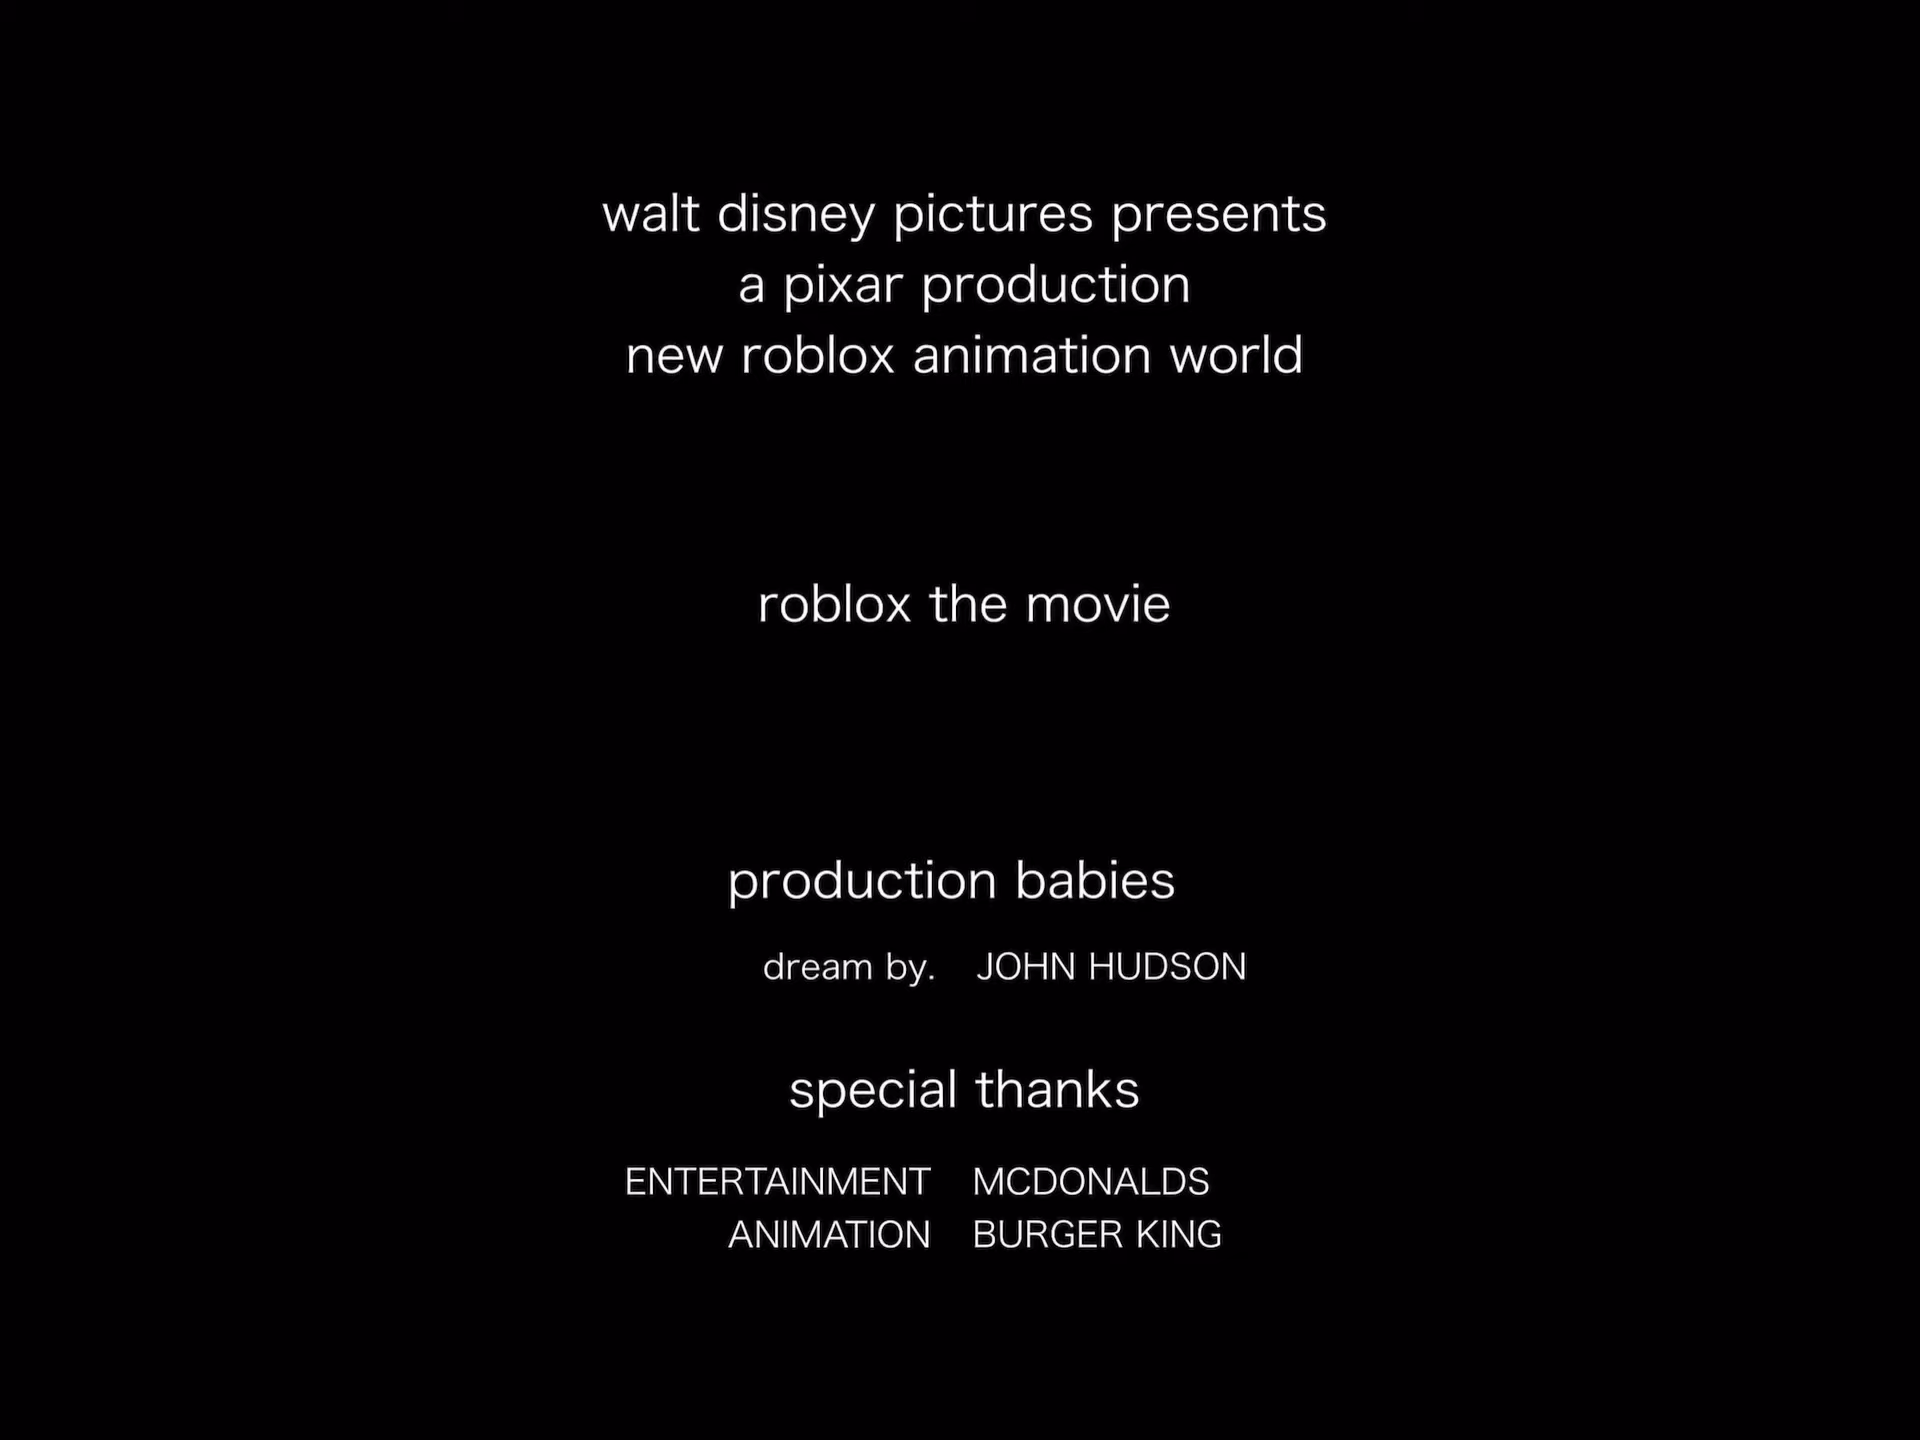 walt disney pictures presents
a pixar production
new roblox animation world
roblox the movie
production babies
dream by. JOHN HUDSON
special thanks
ENTERTAINMENT MCDONALDS
ANIMATION BURGER KING